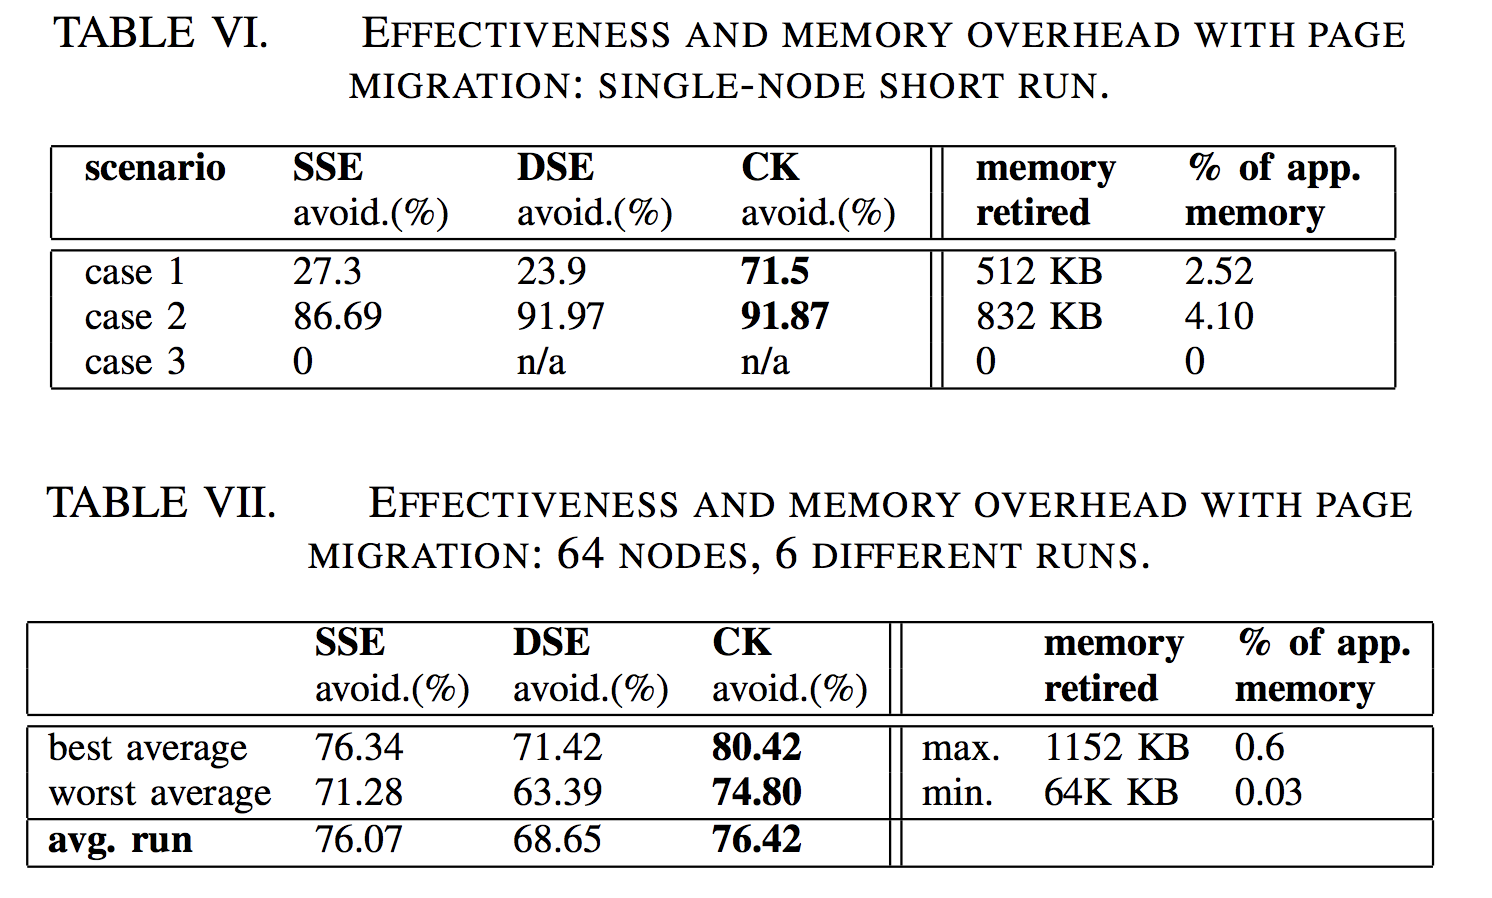 TABLE VI. EFFECTIVENESS AND MEMORY OVERHEAD WITH PAGE
MIGRATION: SINGLE-NODE SHORT RUN.
scenario SSE DSE CK memory % of app.
avoid.(%) avoid.(%) avoid.(%) retired memory
case 1 27.3 23.9 71.5 512 KB 2.52
case 2 86.69 91.97 91.87 832 KB 4.10
case 3 0 n/a n/a 0 0
TABLE VII. EFFECTIVENESS AND MEMORY OVERHEAD WITH PAGE
MIGRATION: 64 NODES, 6 DIFFERENT RUNS.
SSE DSE CK memory % of app.
avoid.(%) avoid.(%) avoid.(%) retired memory
best average 76.34 71.42 80.42 max. 1152 KB 0.6
worst average 71.28 63.39 74.80 min. 64K KB 0.03
avg. run 76.07 68.65 76.42